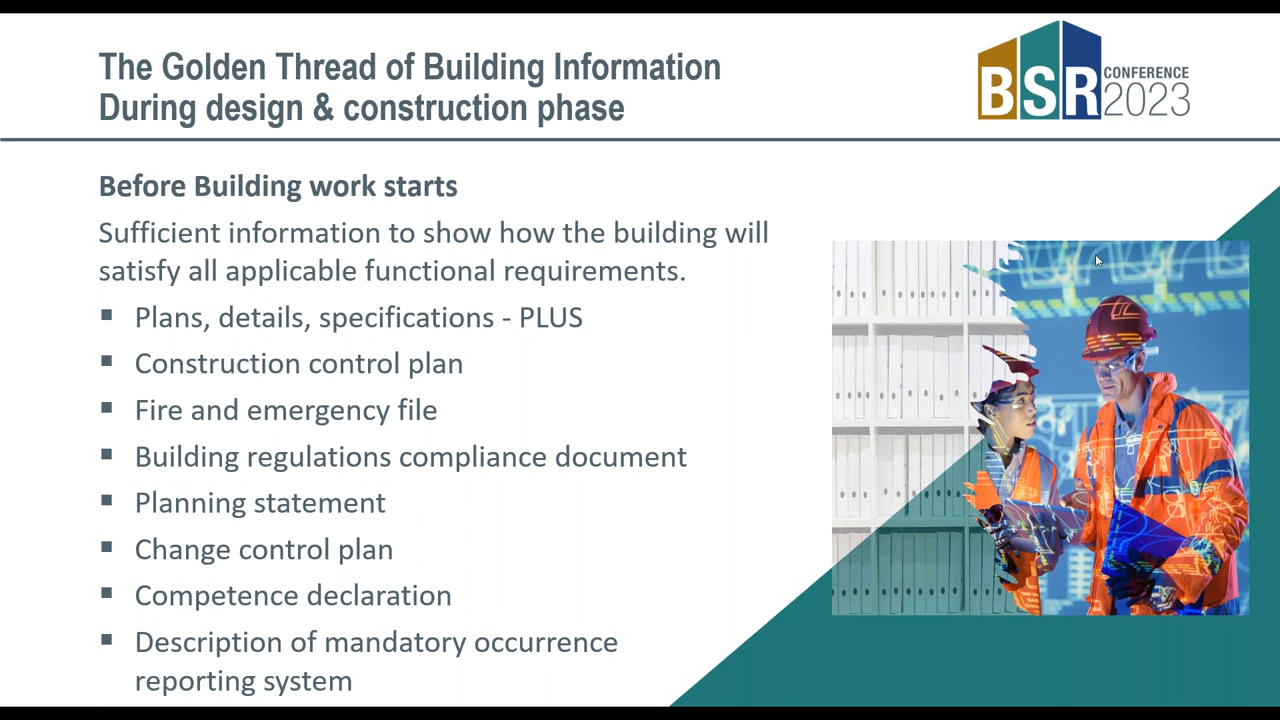 The Golden Thread of Building Information
During design & construction phase
BSR CONFERENCE 2023
Before Building work starts
Sufficient information to show how the building will
satisfy all applicable functional requirements.
▪ Plans, details, specifications - PLUS
▪ Construction control plan
▪ Fire and emergency file
▪ Building regulations compliance document
▪ Planning statement
▪ Change control plan
▪ Competence declaration
▪ Description of mandatory occurrence
reporting system